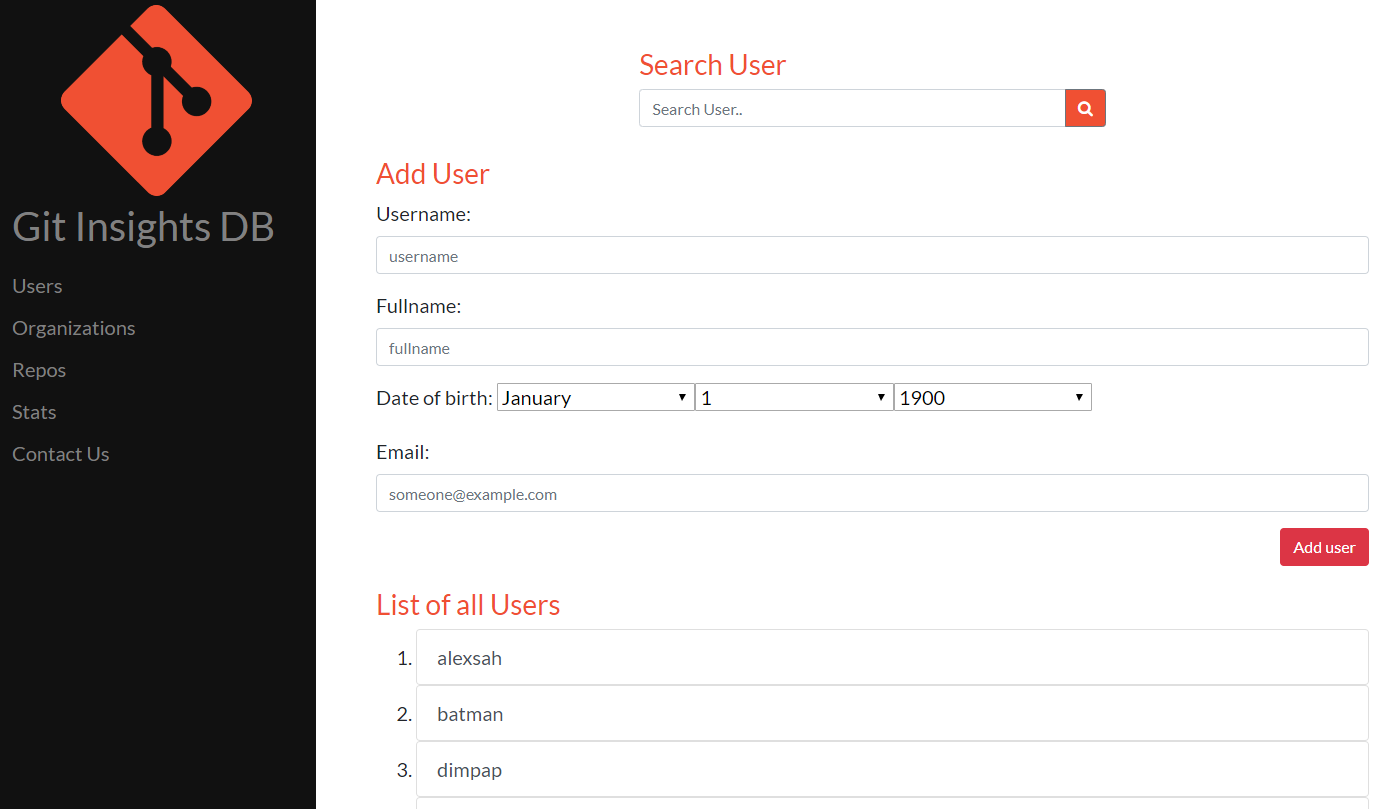 Git Insights DB
Users
Organizations
Repos
Stats
Contact Us
Search User
Search User..
Add User
Username:
username
Fullname:
fullname
Date of birth: January 1 1900
Email:
someone@example.com
Add user
List of all Users
1. alexsah
2. batman
3. dimpap